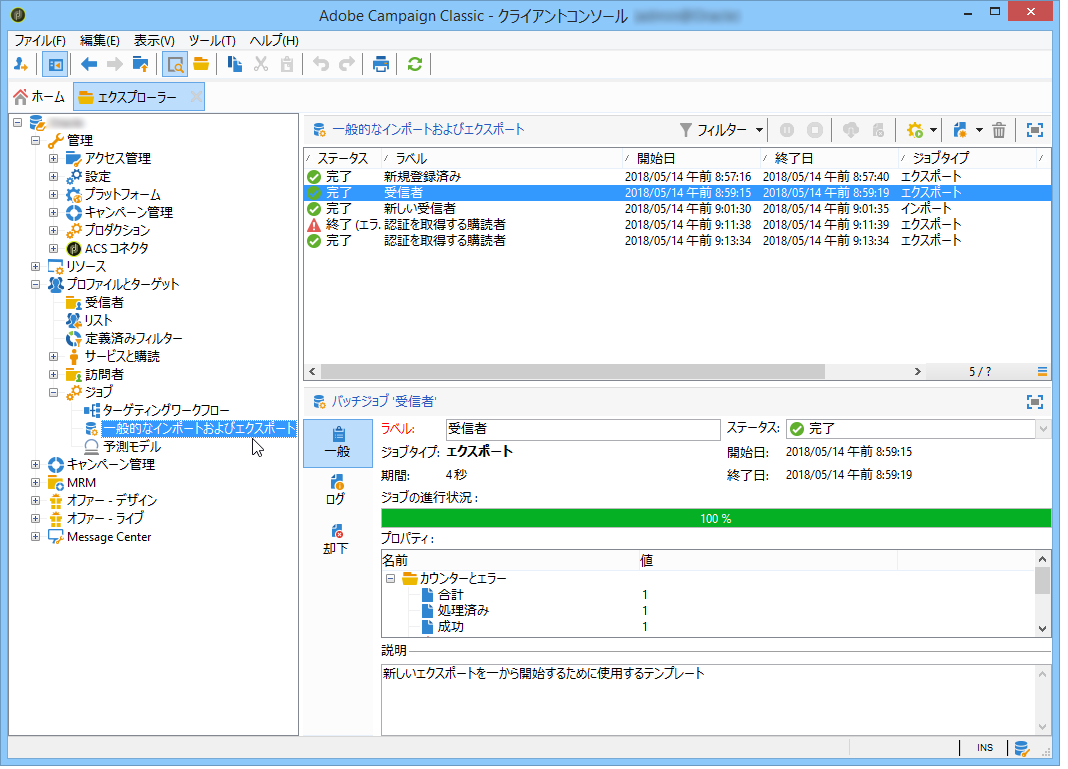 Adobe Campaign Classic - クライアントコンソール
ファイル(F) 編集(E) 表示(V) ツール(T) ヘルプ(H)
ホーム エクスプローラー
管理
アクセス管理
設定
プラットフォーム
キャンペーン管理
プロダクション
ACS コネクタ
リソース
プロファイルとターゲット
受信者
リスト
定義済みフィルター
サービスと購読
訪問者
ジョブ
ターゲティングワークフロー
一般的なインポートおよびエクスポート
予測モデル
キャンペーン管理
MRM
オファー - デザイン
オファー - ライブ
Message Center
一般的なインポートおよびエクスポート フィルター
ステータス ラベル 開始日 終了日 ジョブタイプ
完了 新規登録済み 2018/05/14 午前 8:57:16 2018/05/14 午前 8:57:40 エクスポート
完了 受信者 2018/05/14 午前 8:59:15 2018/05/14 午前 8:59:19 エクスポート
完了 新しい受信者 2018/05/14 午前 9:01:30 2018/05/14 午前 9:01:35 インポート
終了 (エラ. 認証を取得する購読者 2018/05/14 午前 9:11:38 2018/05/14 午前 9:11:39 エクスポート
完了 認証を取得する購読者 2018/05/14 午前 9:13:34 2018/05/14 午前 9:13:34 エクスポート
5 / ?
バッチジョブ '受信者'
一般
ログ
却下
ラベル: 受信者 ステータス: 完了
ジョブタイプ: エクスポート 開始日: 2018/05/14 午前 8:59:15
期間: 4 秒 終了日: 2018/05/14 午前 8:59:19
ジョブの進行状況 :
100 %
プロパティ :
名前 値
カウンターとエラー
合計 1
処理済み 1
成功 1
説明
新しいエクスポートを一から開始するために使用するテンプレート
INS